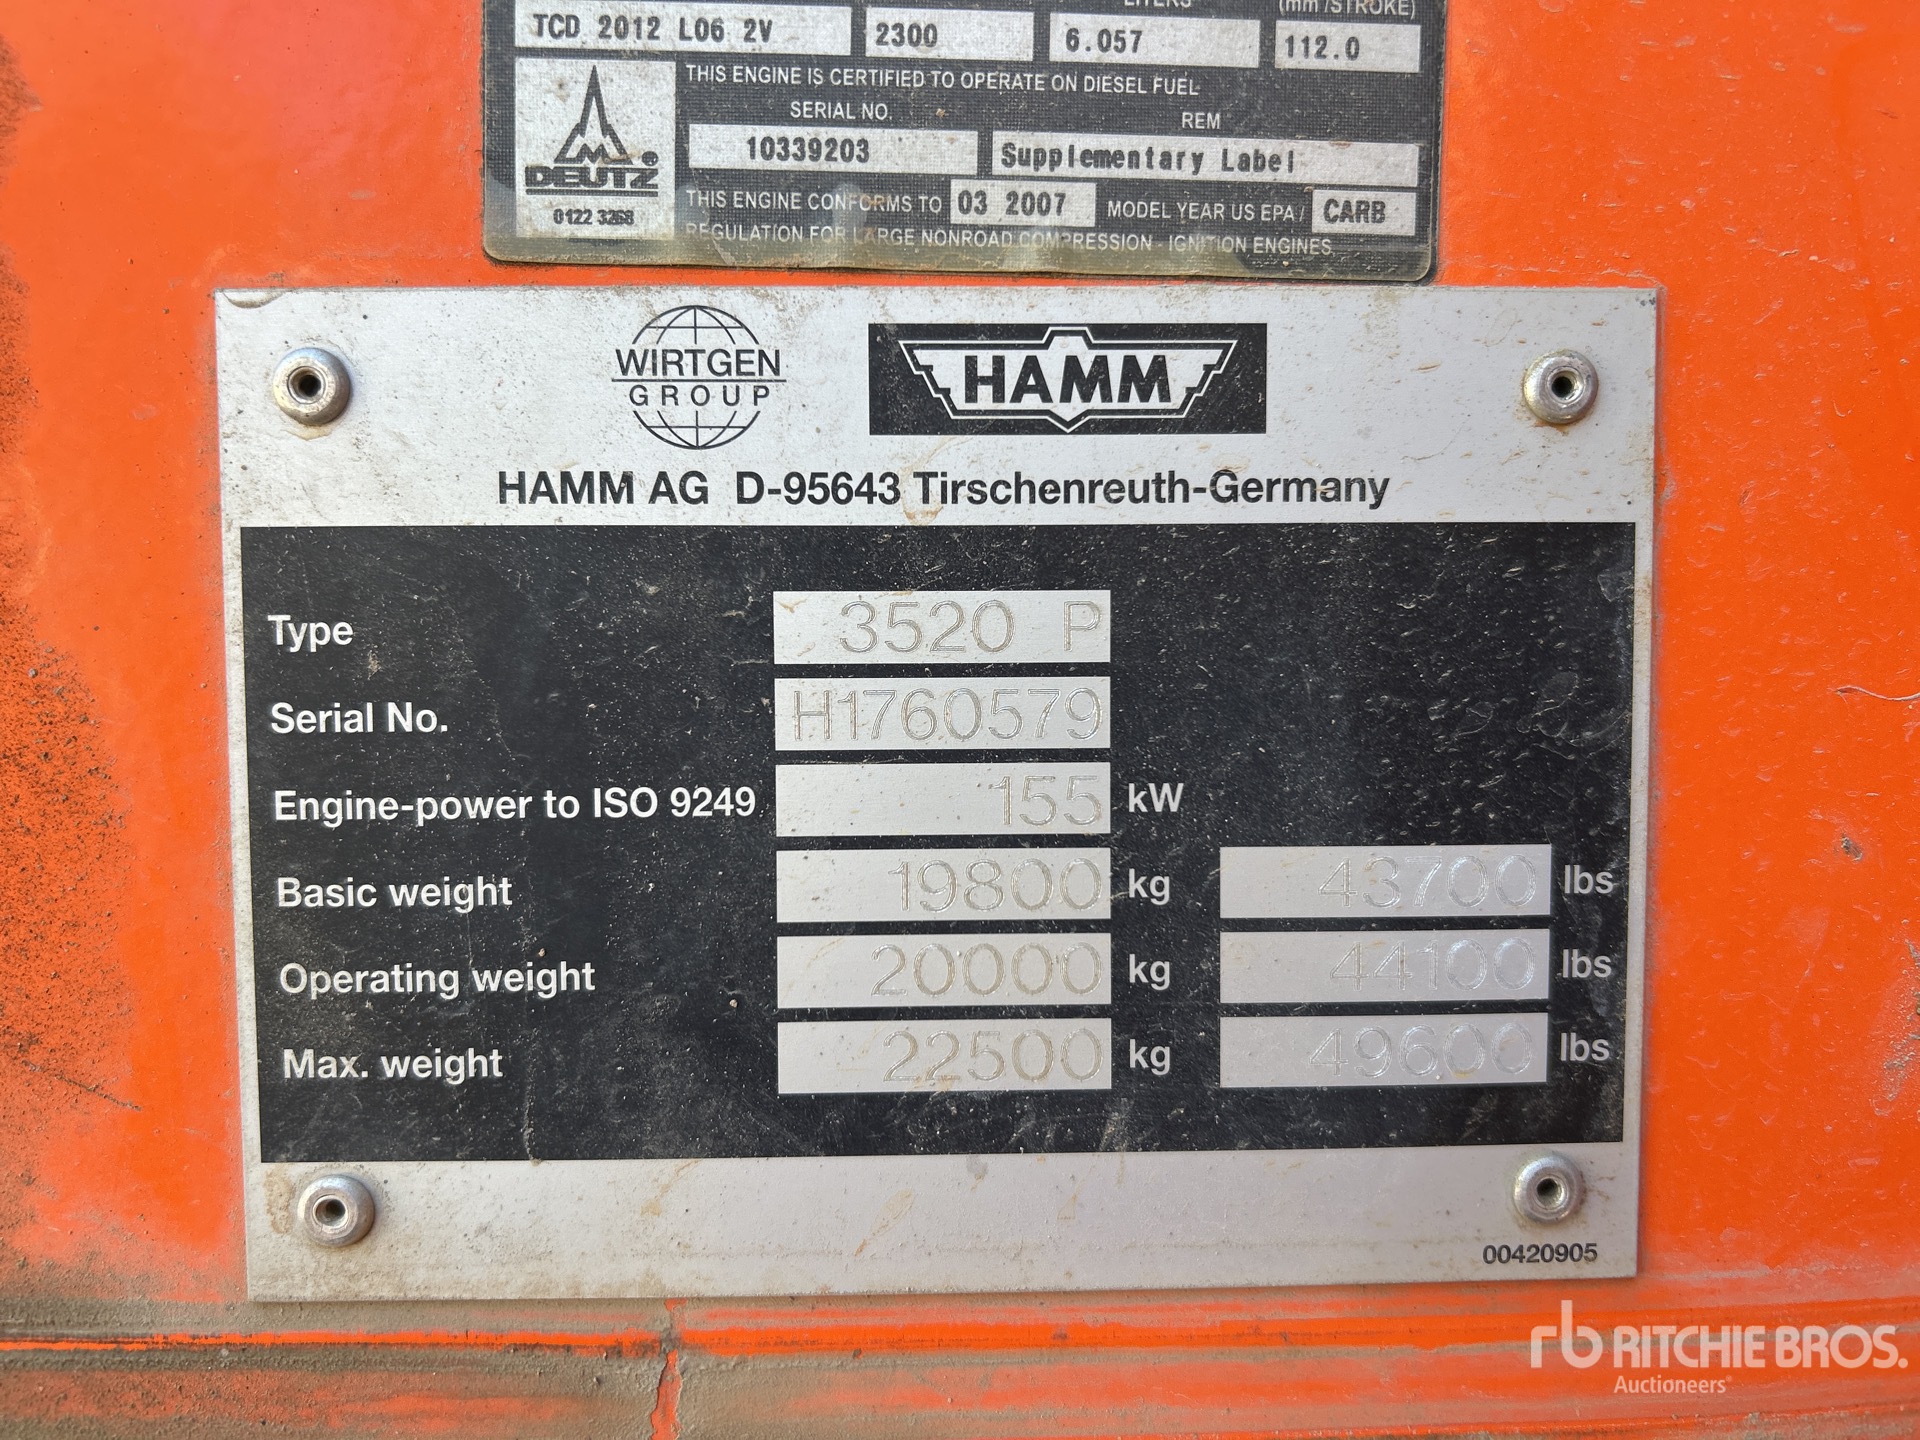 LITERS (mm /STROKE)
TCD 2012 L06 2V 2300 6.057 112.0
THIS ENGINE IS CERTIFIED TO OPERATE ON DIESEL FUEL
SERIAL NO. REM
10339203 Supplementary Label
DEUTZ ®
0122 3268
THIS ENGINE CONFORMS TO 03 2007 MODEL YEAR US EPA / CARB
REGULATION FOR LARGE NONROAD COMPRESSION - IGNITION ENGINES.
WIRTGEN
GROUP
HAMM
HAMM AG D-95643 Tirschenreuth-Germany
Type 3520 P
Serial No. H1760579
Engine-power to ISO 9249 155 kW
Basic weight 19800 kg 43700 lbs
Operating weight 20000 kg 44100 lbs
Max. weight 22500 kg 49600 lbs
00420905
rb RITCHIE BROS.
Auctioneers